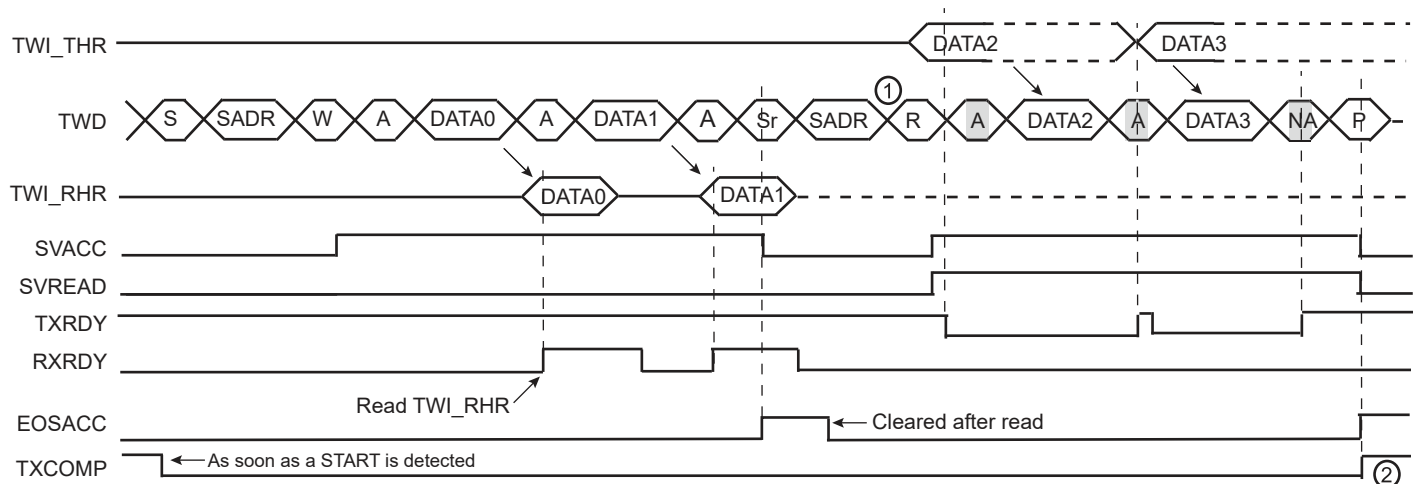 TWI_THR DATA2 DATA3
①
TWD S SADR W A DATA0 A DATA1 A Sr SADR R A DATA2 A DATA3 NA P
TWI_RHR DATA0 DATA1
SVACC
SVREAD
TXRDY
RXRDY
Read TWI_RHR
EOSACC Cleared after read
TXCOMP As soon as a START is detected ②